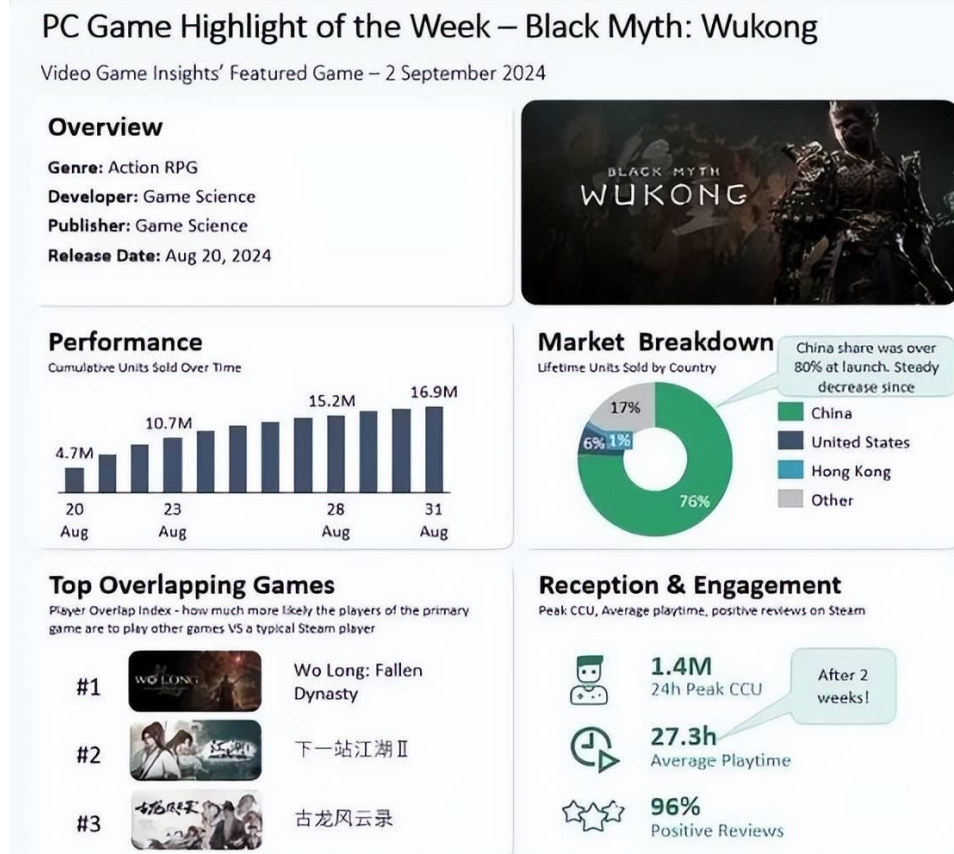 PC Game Highlight of the Week – Black Myth: Wukong
Video Game Insights' Featured Game – 2 September 2024
Overview
Genre: Action RPG
Developer: Game Science
Publisher: Game Science
Release Date: Aug 20, 2024
BLACK MYTH
WUKONG
Performance
Cumulative Units Sold Over Time
4.7M
10.7M
15.2M
16.9M
20
Aug
23
Aug
28
Aug
31
Aug
Market Breakdown
Lifetime Units Sold by Country
China share was over
80% at launch. Steady
decrease since
17%
6%
1%
76%
China
United States
Hong Kong
Other
Top Overlapping Games
Player Overlap Index - how much more likely the players of the primary
game are to play other games VS a typical Steam player
#1
WO LONG
Wo Long: Fallen
Dynasty
#2
下一站江湖Ⅱ
#3
古龙风云录
古龙风云录
Reception & Engagement
Peak CCU, Average playtime, positive reviews on Steam
1.4M
24h Peak CCU
After 2
weeks!
27.3h
Average Playtime
96%
Positive Reviews